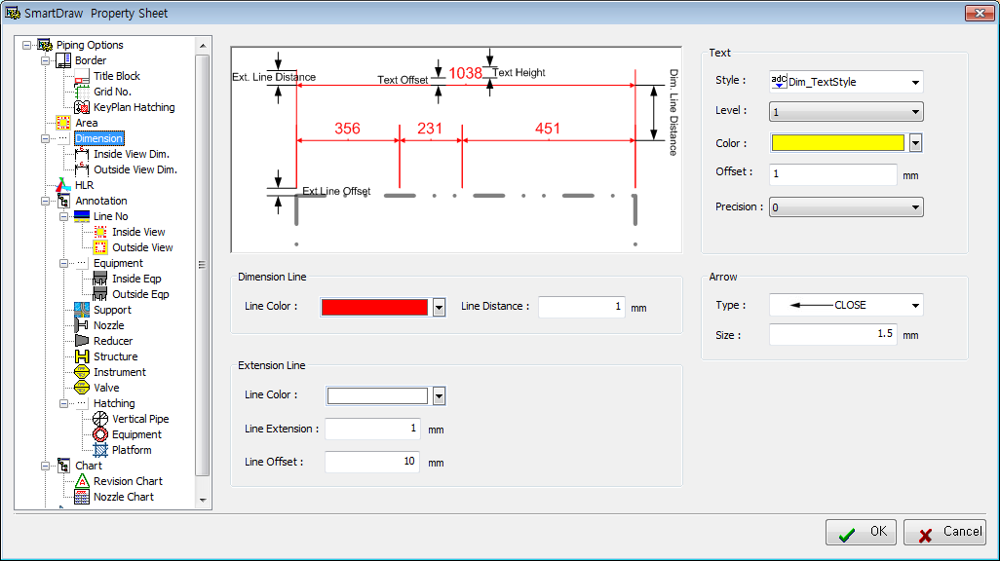 SmartDraw Property Sheet
Piping Options
Border
Title Block
Grid No.
KeyPlan Hatching
Area
Dimension
Inside View Dim.
Outside View Dim.
HLR
Annotation
Line No
Inside View
Outside View
Equipment
Inside Eqp
Outside Eqp
Support
Nozzle
Reducer
Structure
Instrument
Valve
Hatching
Vertical Pipe
Equipment
Platform
Chart
Revision Chart
Nozzle Chart
Ext. Line Distance
Text Offset
1038
Text Height
Dim. Line Distance
356
231
451
Ext Line Offset
Dimension Line
Line Color :
Line Distance : 1 mm
Extension Line
Line Color :
Line Extension : 1 mm
Line Offset : 10 mm
Text
Style : adc Dim_TextStyle
Level : 1
Color :
Offset : 1 mm
Precision : 0
Arrow
Type : CLOSE
Size : 1.5 mm
OK
Cancel